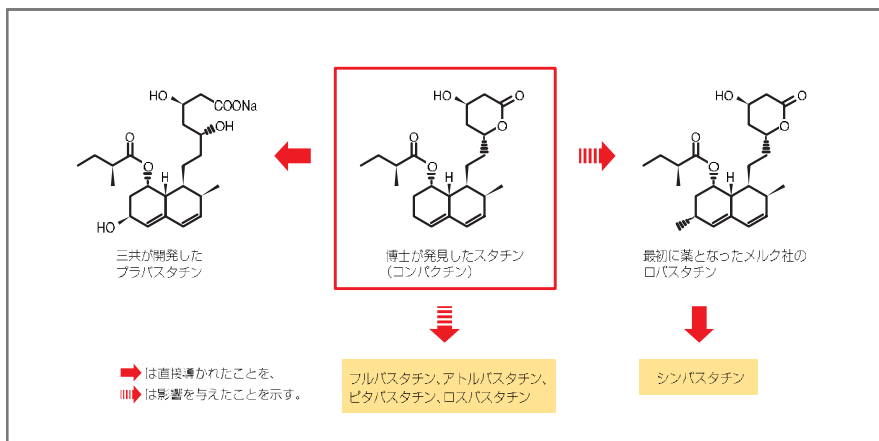 HO
COONa
OH
O
O
H
HO
三共が開発した
プラバスタチン
HO
O
O
O
O
H
博士が発見したスタチン
(コンパクチン)
HO
O
O
O
O
H
最初に薬となったメルク社の
ロバスタチン
は直接導かれたことを、
は影響を与えたことを示す。
フルバスタチン、アトルバスタチン、
ピタバスタチン、ロスバスタチン
シンバスタチン